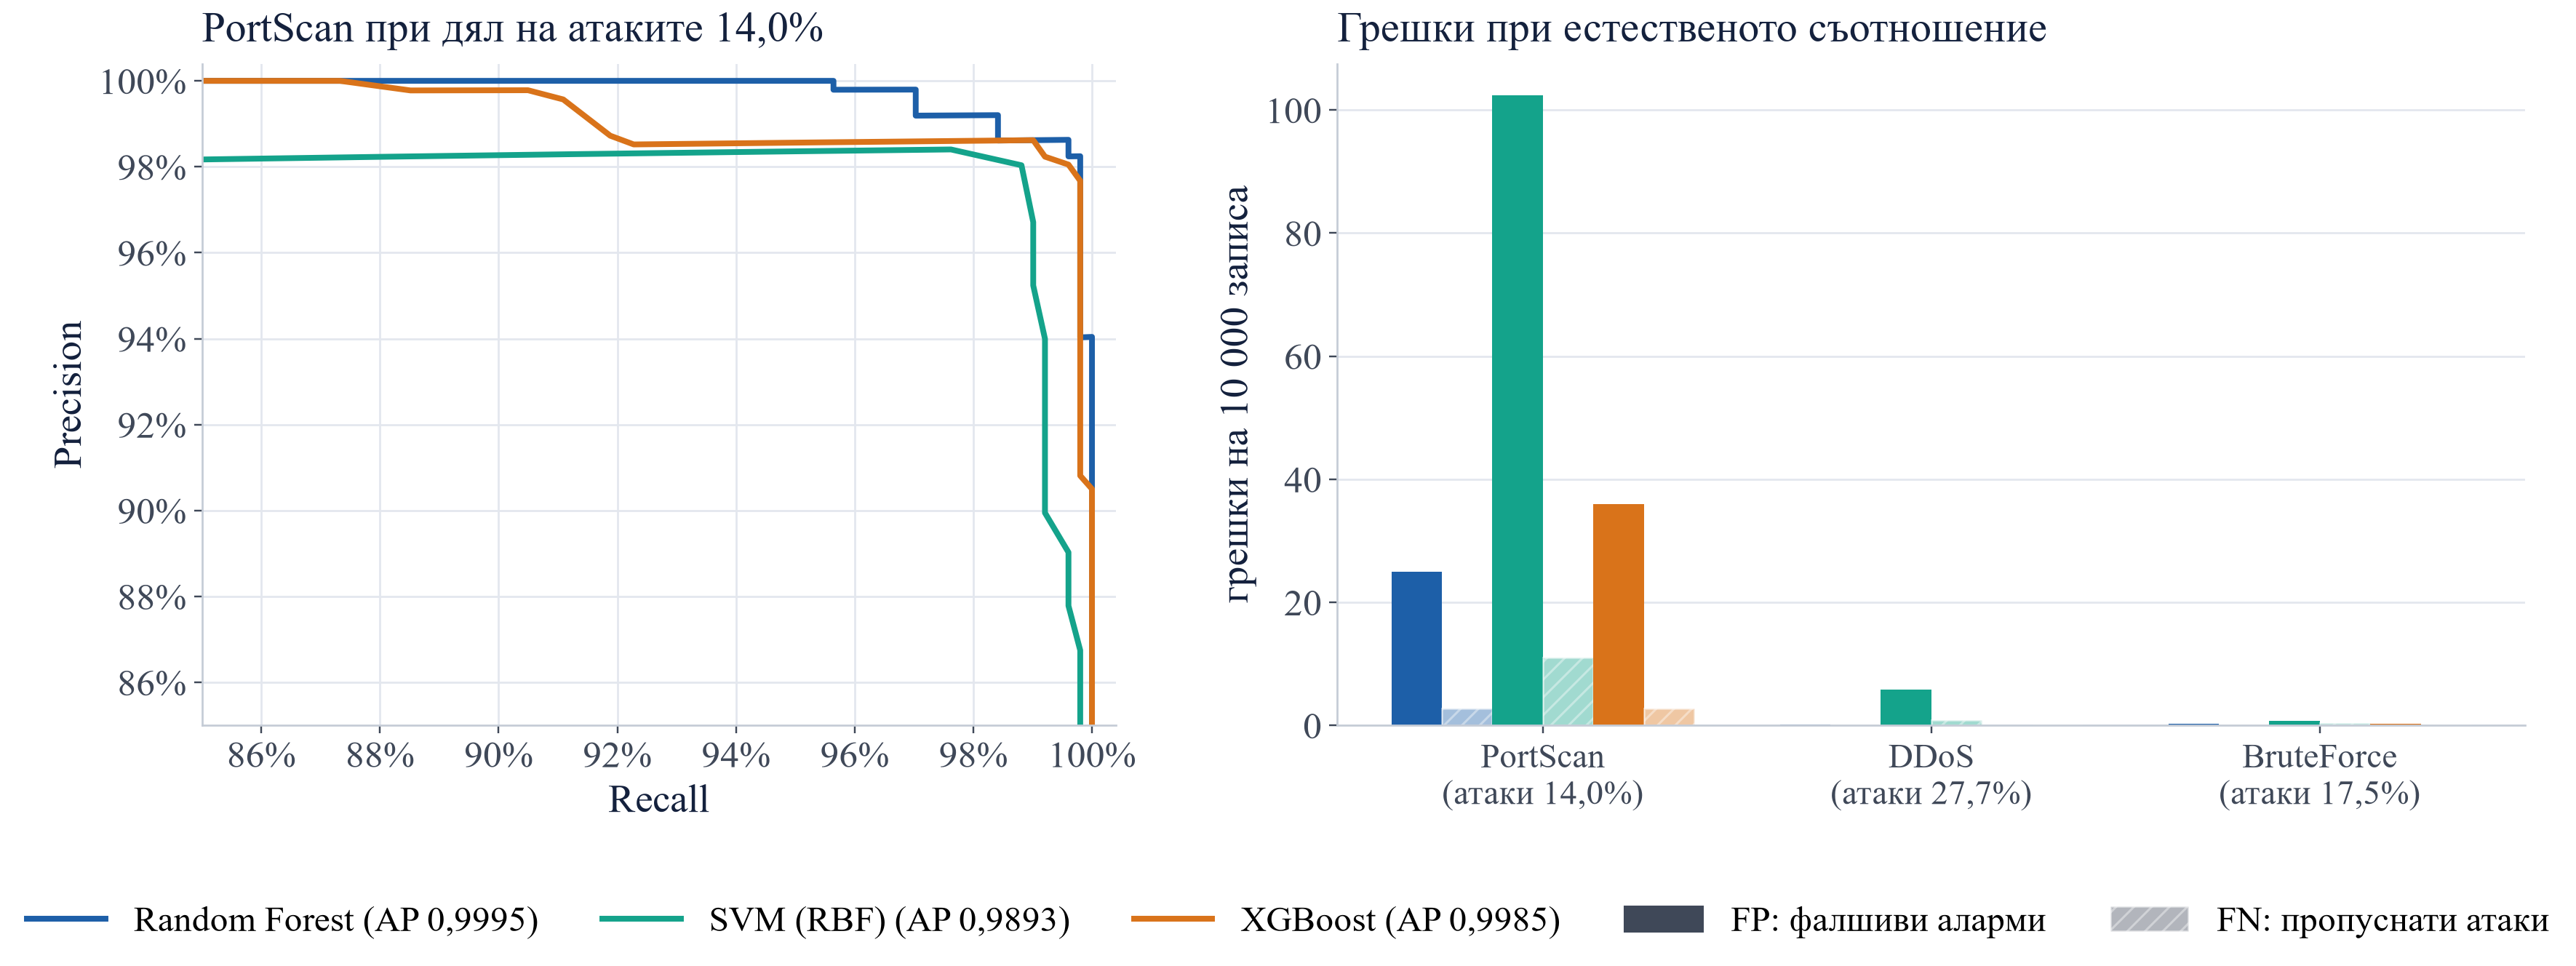 PortScan при дял на атаките 14,0%
100%
98%
96%
94%
92%
90%
88%
86%
Precision
86%
88%
90%
92%
94%
96%
98%
100%
Recall
Грешки при естественото съотношение
100
80
60
40
20
0
грешки на 10 000 записа
PortScan
(атаки 14,0%)
DDoS
(атаки 27,7%)
BruteForce
(атаки 17,5%)
Random Forest (AP 0,9995)
SVM (RBF) (AP 0,9893)
XGBoost (AP 0,9985)
FP: фалшиви аларми
FN: пропуснати атаки